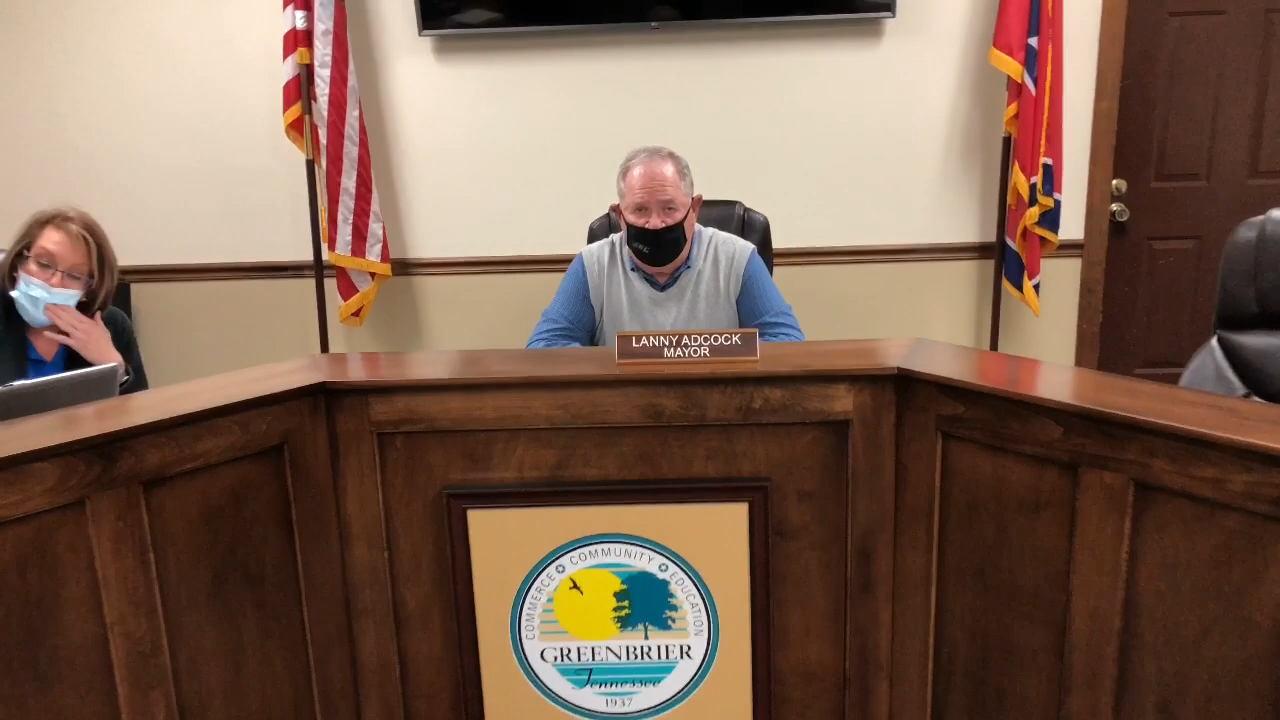 LANNY ADCOCK
MAYOR
COMMERCE COMMUNITY EDUCATION
GREENBRIER
Tennessee
1937